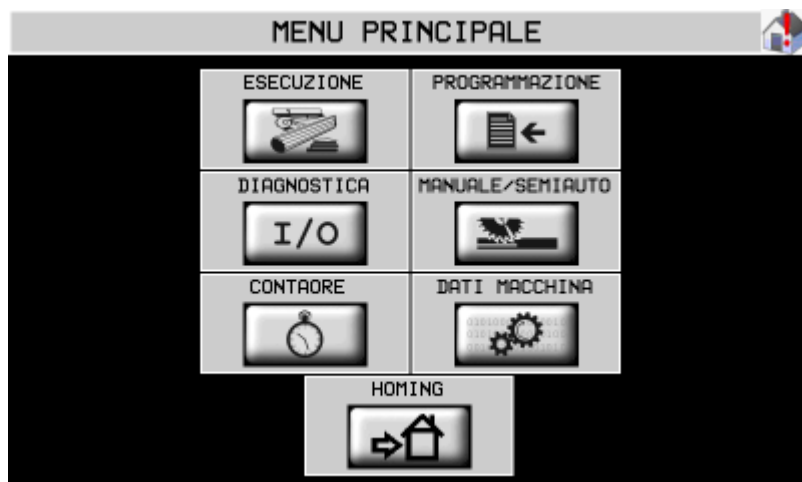 MENU PRINCIPALE
ESECUZIONE
PROGRAMMAZIONE
DIAGNOSTICA
MANUALE/SEMIAUTO
I/O
CONTAORE
DATI MACCHINA
HOMING